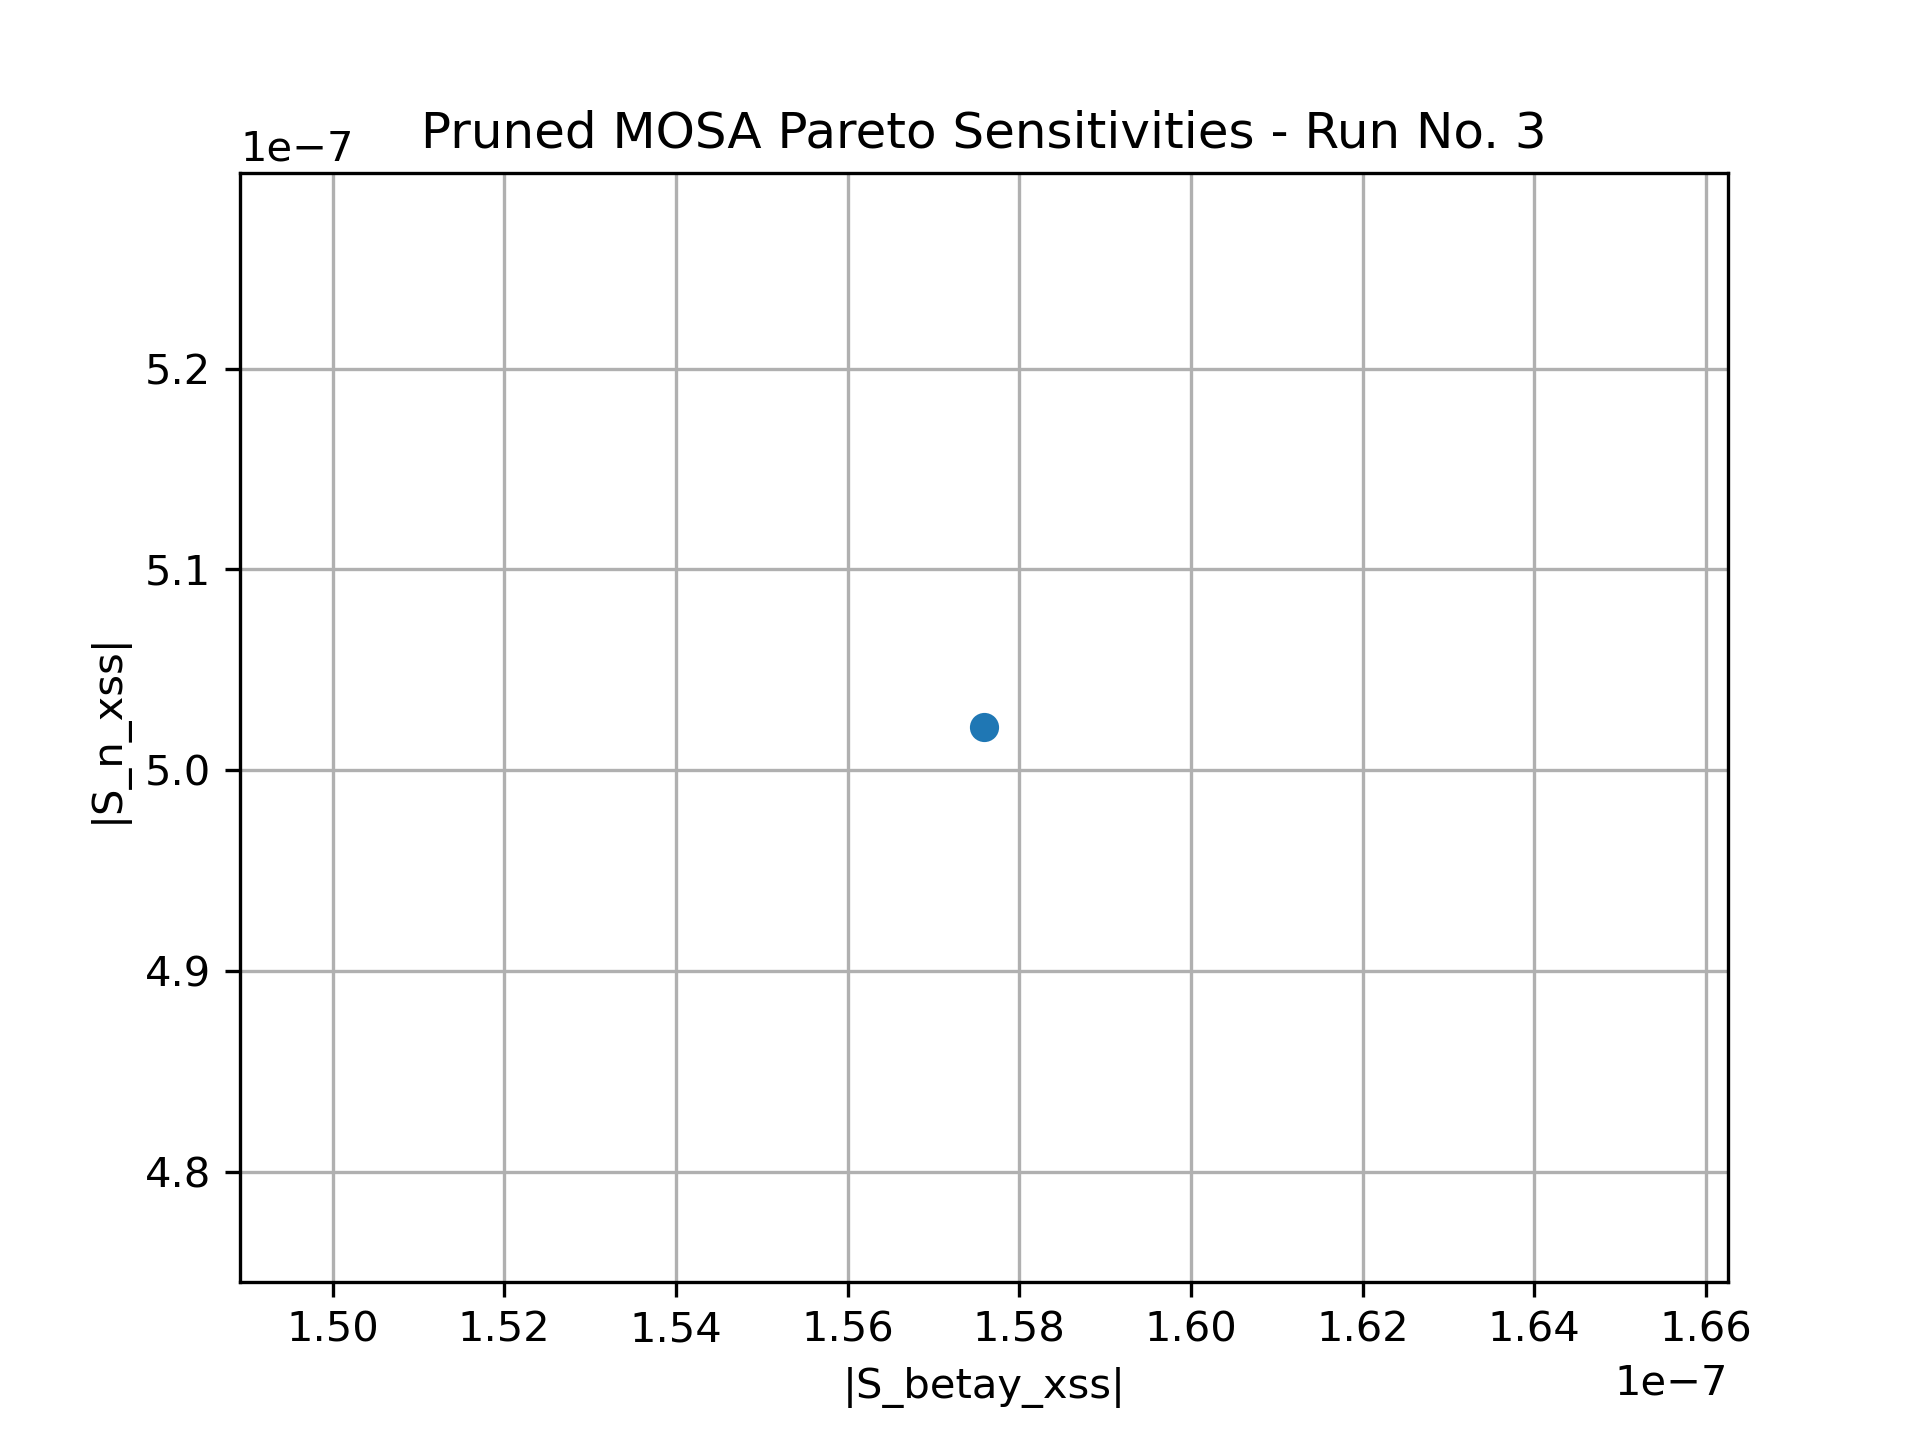 Pruned MOSA Pareto Sensitivities - Run No. 3
1e−7
5.2
5.1
5.0
4.9
4.8
|S_n_xss|
1.50 1.52 1.54 1.56 1.58 1.60 1.62 1.64 1.66
1e−7
|S_betay_xss|